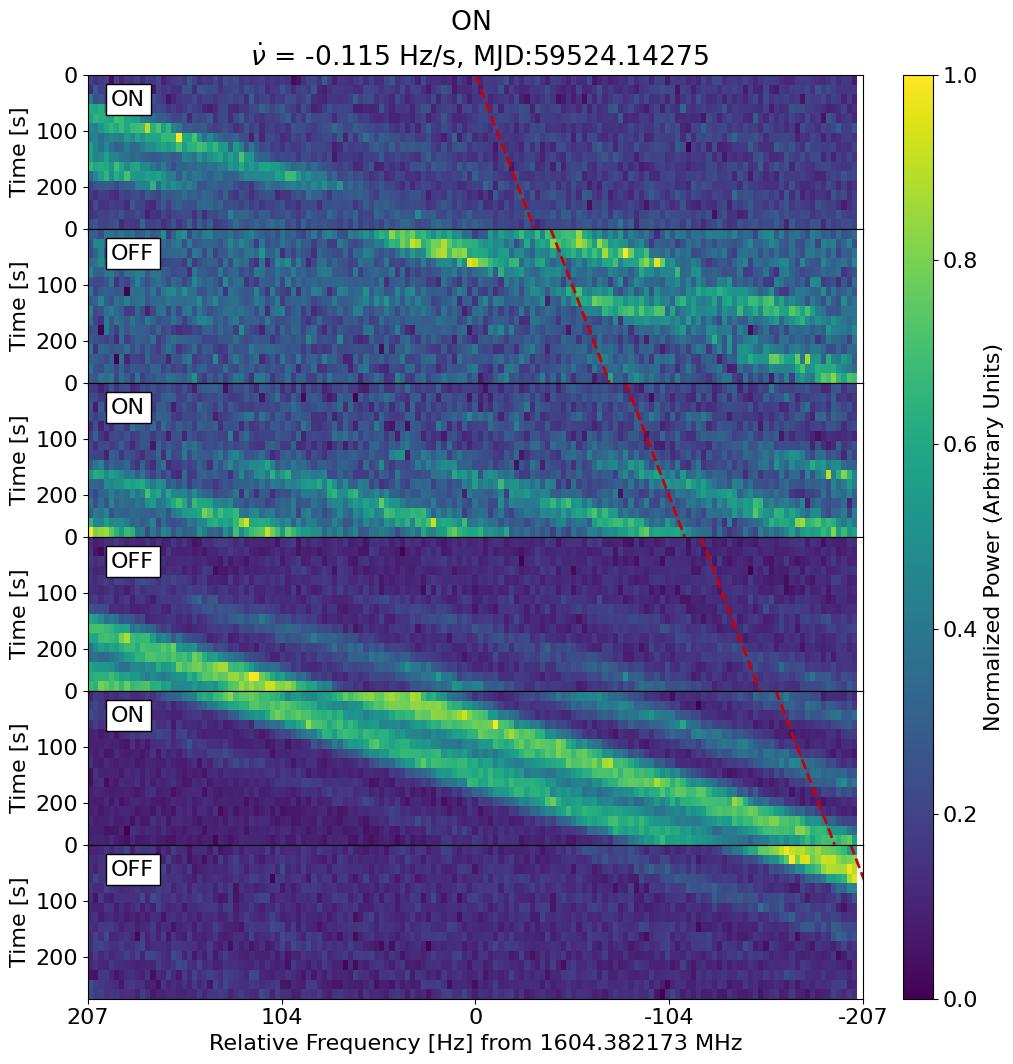 ON
ν̇ = -0.115 Hz/s, MJD:59524.14275
ON
OFF
ON
OFF
ON
OFF
Time [s]
0
100
200
Time [s]
0
100
200
Time [s]
0
100
200
Time [s]
0
100
200
Time [s]
0
100
200
Time [s]
0
100
200
207
104
0
-104
-207
Relative Frequency [Hz] from 1604.382173 MHz
1.0
0.8
0.6
0.4
0.2
0.0
Normalized Power (Arbitrary Units)